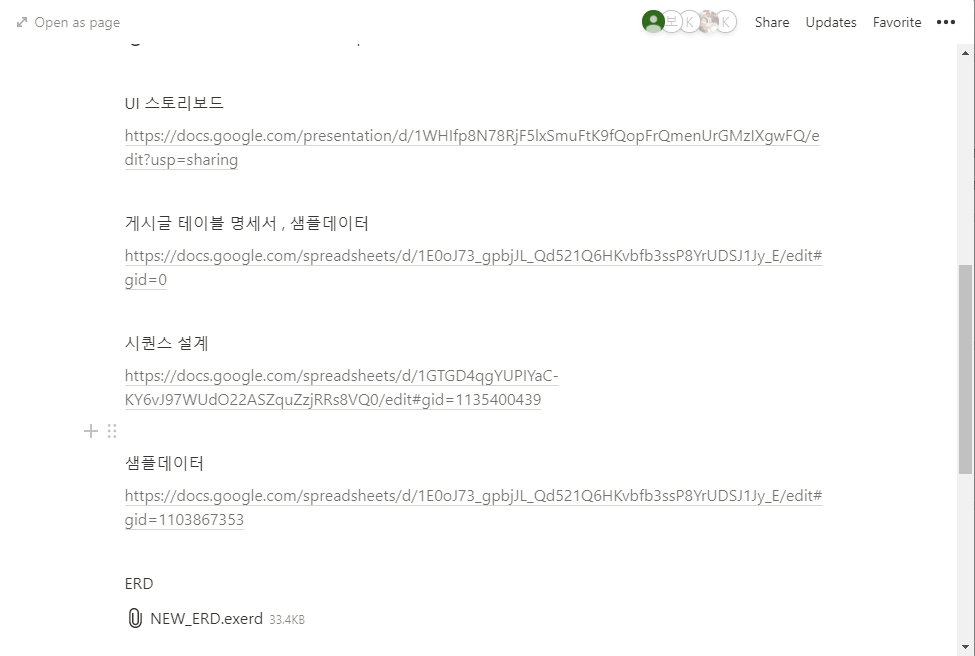 Open as page
보 K K Share Updates Favorite
UI 스토리보드
https://docs.google.com/presentation/d/1WHIfp8N78RjF5lxSmuFtK9fQopFrQmenUrGMzIXgwFQ/e
dit?usp=sharing
게시글 테이블 명세서 , 샘플데이터
https://docs.google.com/spreadsheets/d/1E0oJ73_gpbjJL_Qd521Q6HKvbfb3ssP8YrUDSJ1Jy_E/edit#
gid=0
시퀀스 설계
https://docs.google.com/spreadsheets/d/1GTGD4qgYUPIYaC-
KY6vJ97WUdO22ASZquZzjRRs8VQ0/edit#gid=1135400439
샘플데이터
https://docs.google.com/spreadsheets/d/1E0oJ73_gpbjJL_Qd521Q6HKvbfb3ssP8YrUDSJ1Jy_E/edit#
gid=1103867353
ERD
NEW_ERD.exerd 33.4KB